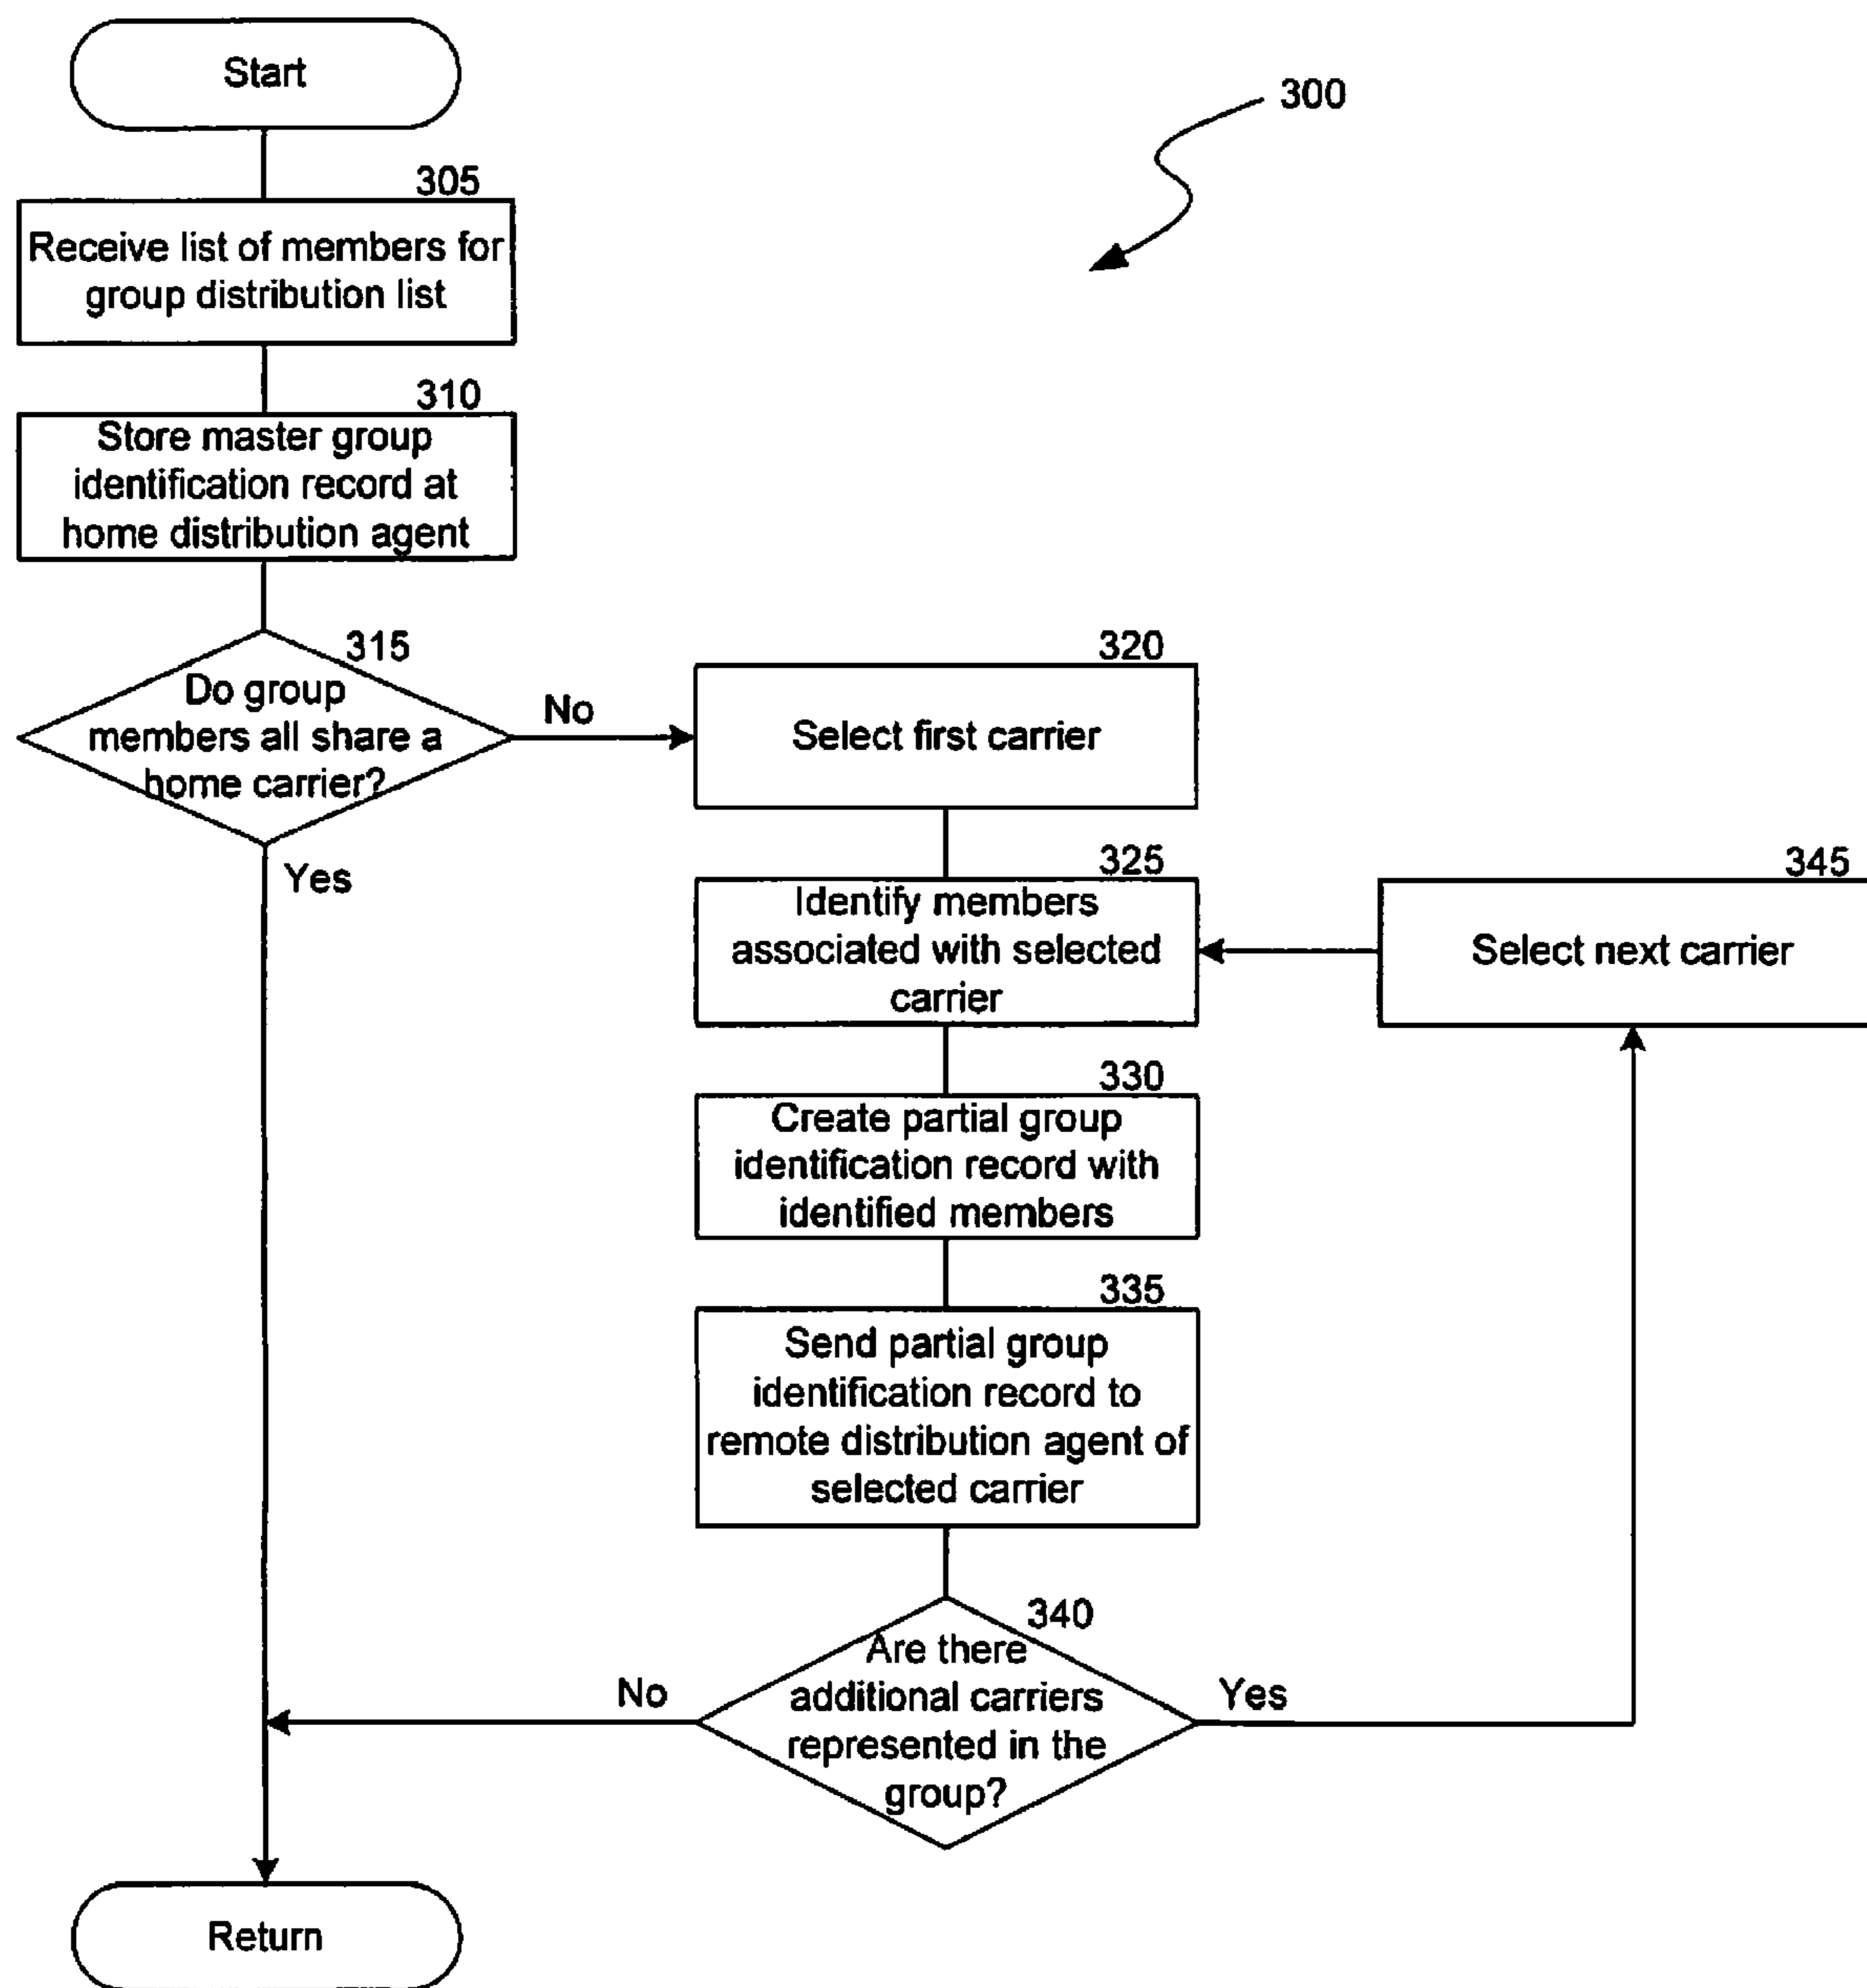 Start
300
305
Receive list of members for
group distribution list
310
Store master group
identification record at
home distribution agent
315
Do group
members all share a
home carrier?
No
Yes
320
Select first carrier
325
Identify members
associated with selected
carrier
345
Select next carrier
330
Create partial group
identification record with
identified members
335
Send partial group
identification record to
remote distribution agent of
selected carrier
340
Are there
additional carriers
represented in the
group?
No
Yes
Return